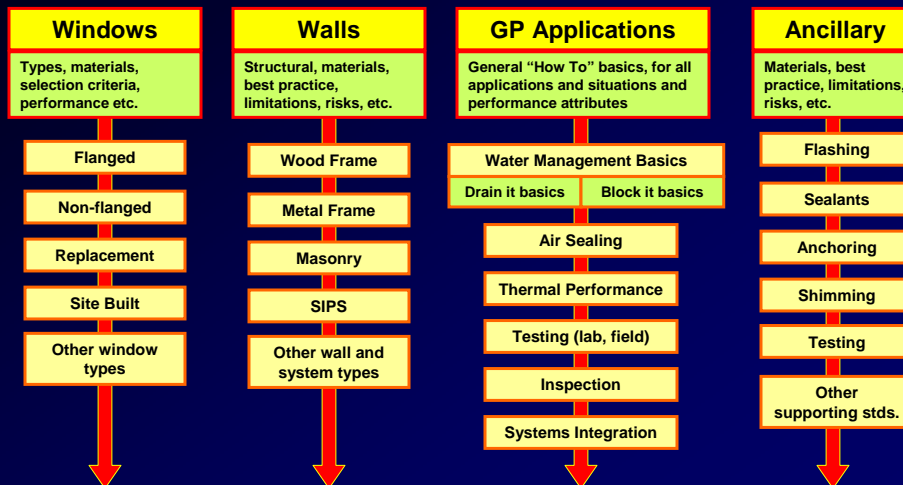 Windows
Types, materials,
selection criteria,
performance etc.
Flanged
Non-flanged
Replacement
Site Built
Other window
types
Walls
Structural, materials,
best practice,
limitations, risks, etc.
Wood Frame
Metal Frame
Masonry
SIPS
Other wall and
system types
GP Applications
General “How To” basics, for all
applications and situations and
performance attributes
Water Management Basics
Drain it basics
Block it basics
Air Sealing
Thermal Performance
Testing (lab, field)
Inspection
Systems Integration
Ancillary
Materials, best
practice, limitations,
risks, etc.
Flashing
Sealants
Anchoring
Shimming
Testing
Other
supporting stds.